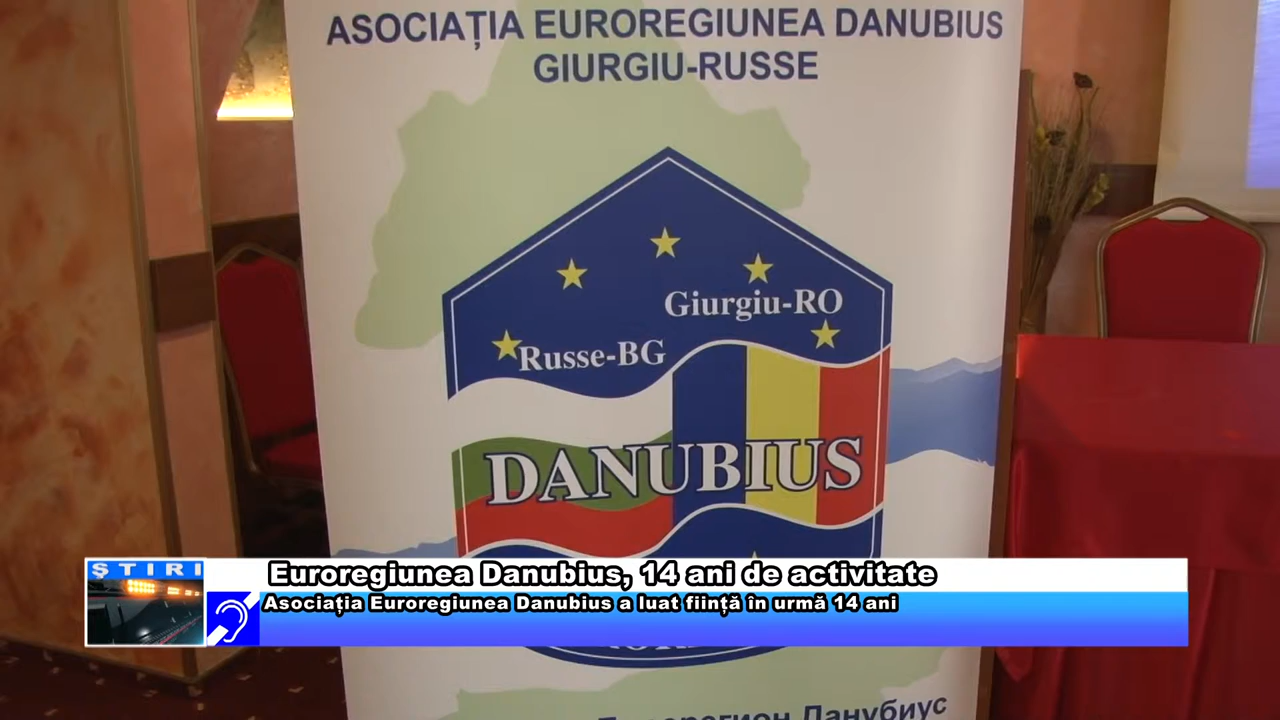 ASOCIAȚIA EUROREGIUNEA DANUBIUS
GIURGIU-RUSSE
Giurgiu-RO
Russe-BG
DANUBIUS
ȘTIRI
Euroregiunea Danubius, 14 ani de activitate
Asociația Euroregiunea Danubius a luat ființă în urmă 14 ani
Еврорегион Данубиус